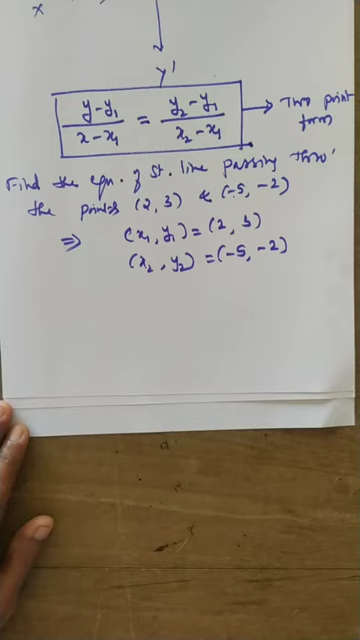 x
y'
y-y₁ / x-x₁ = y₂-y₁ / x₂-x₁ → Two point
form
Find the eqn. of st. line passing thro'
the points (2, 3) & (-5, -2)
⇒ (x₁, y₁) = (2, 3)
(x₂, y₂) = (-5, -2)